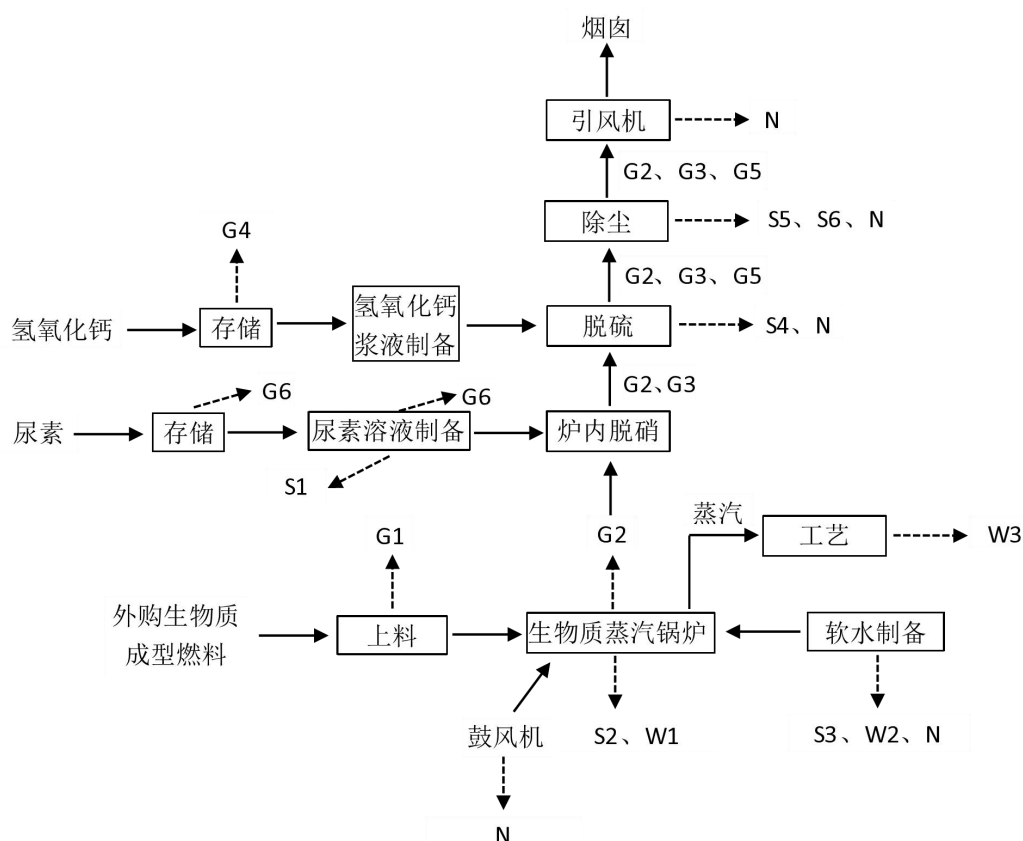 烟囱
引风机
N
G2、G3、G5
除尘
S5、S6、N
G4
G2、G3、G5
氢氧化钙
存储
氢氧化钙
浆液制备
脱硫
S4、N
G2、G3
G6
G6
尿素
存储
尿素溶液制备
炉内脱硝
S1
蒸汽
G1
G2
工艺
W3
外购生物质
成型燃料
上料
生物质蒸汽锅炉
软水制备
鼓风机
S2、W1
S3、W2、N
N